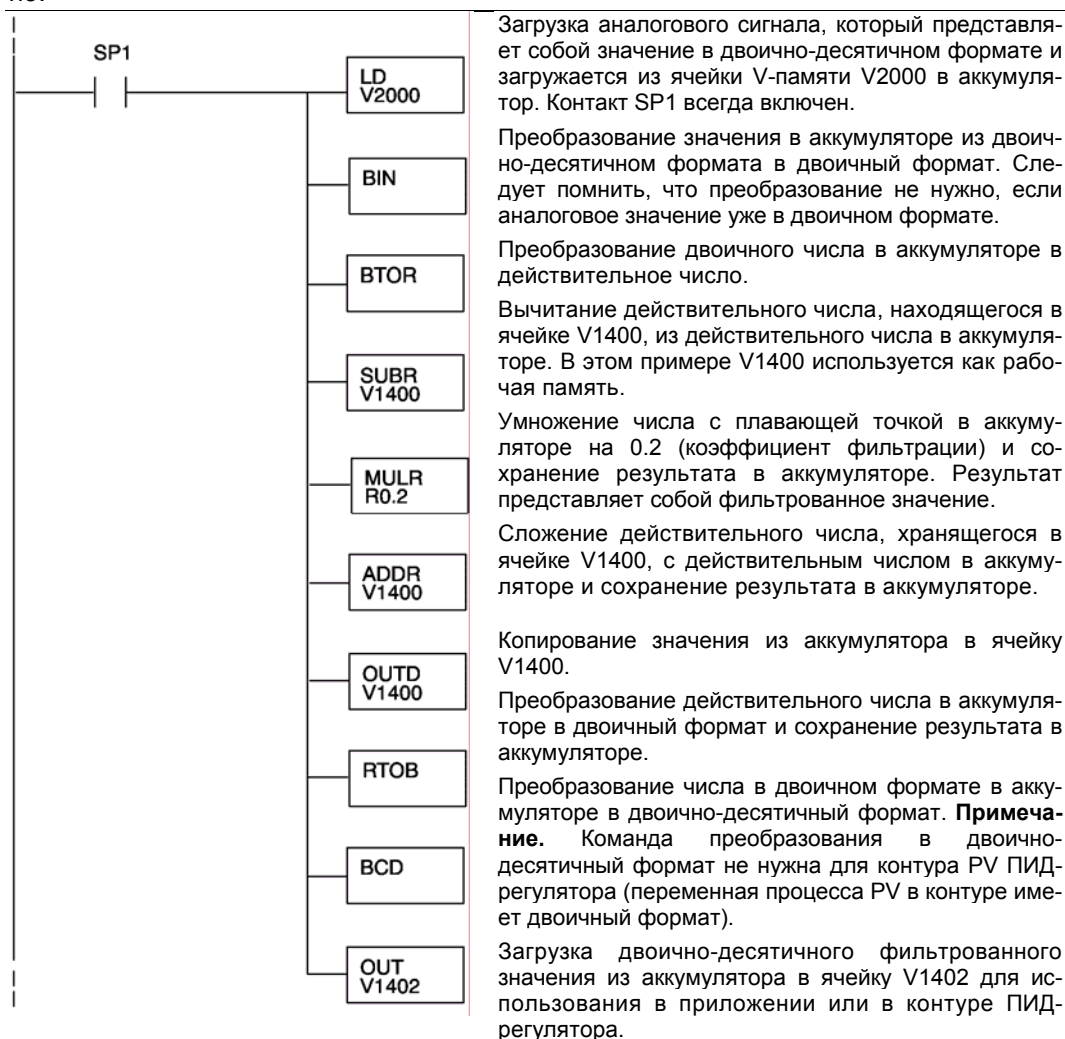 SP1
LD
V2000
BIN
BTOR
SUBR
V1400
MULR
R0.2
ADDR
V1400
OUTD
V1400
RTOB
BCD
OUT
V1402
Загрузка аналогового сигнала, который представля-
ет собой значение в двоично-десятичном формате и
загружается из ячейки V-памяти V2000 в аккумуля-
тор. Контакт SP1 всегда включен.
Преобразование значения в аккумуляторе из двоич-
но-десятичном формата в двоичный формат. Сле-
дует помнить, что преобразование не нужно, если
аналоговое значение уже в двоичном формате.
Преобразование двоичного числа в аккумуляторе в
действительное число.
Вычитание действительного числа, находящегося в
ячейке V1400, из действительного числа в аккумуля-
торе. В этом примере V1400 используется как рабо-
чая память.
Умножение числа с плавающей точкой в аккуму-
ляторе на 0.2 (коэффициент фильтрации) и со-
хранение результата в аккумуляторе. Результат
представляет собой фильтрованное значение.
Сложение действительного числа, хранящегося в
ячейке V1400, с действительным числом в аккуму-
ляторе и сохранение результата в аккумуляторе.
Копирование значения из аккумулятора в ячейку
V1400.
Преобразование действительного числа в аккумуля-
торе в двоичный формат и сохранение результата в
аккумуляторе.
Преобразование числа в двоичном формате в акку-
муляторе в двоично-десятичный формат. Примеча-
ние. Команда преобразования в двоично-
десятичный формат не нужна для контура PV ПИД-
регулятора (переменная процесса PV в контуре име-
ет двоичный формат).
Загрузка двоично-десятичного фильтрованного
значения из аккумулятора в ячейку V1402 для ис-
пользования в приложении или в контуре ПИД-
регулятора.